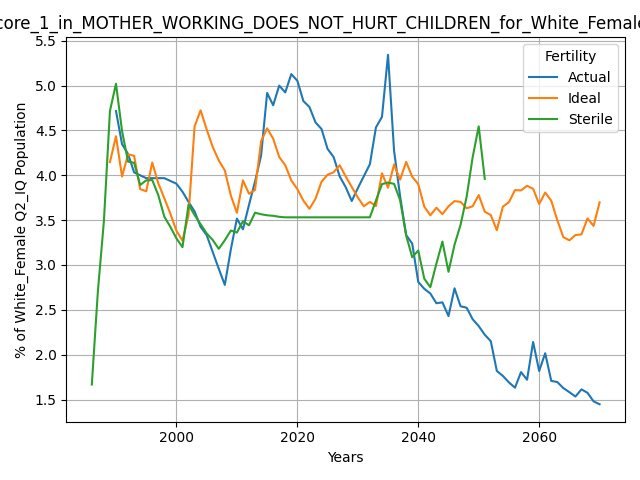 core_1_in_MOTHER_WORKING_DOES_NOT_HURT_CHILDREN_for_White_Female
Fertility
Actual
Ideal
Sterile
% of White_Female Q2_IQ Population
5.5
5.0
4.5
4.0
3.5
3.0
2.5
2.0
1.5
2000
2020
2040
2060
Years